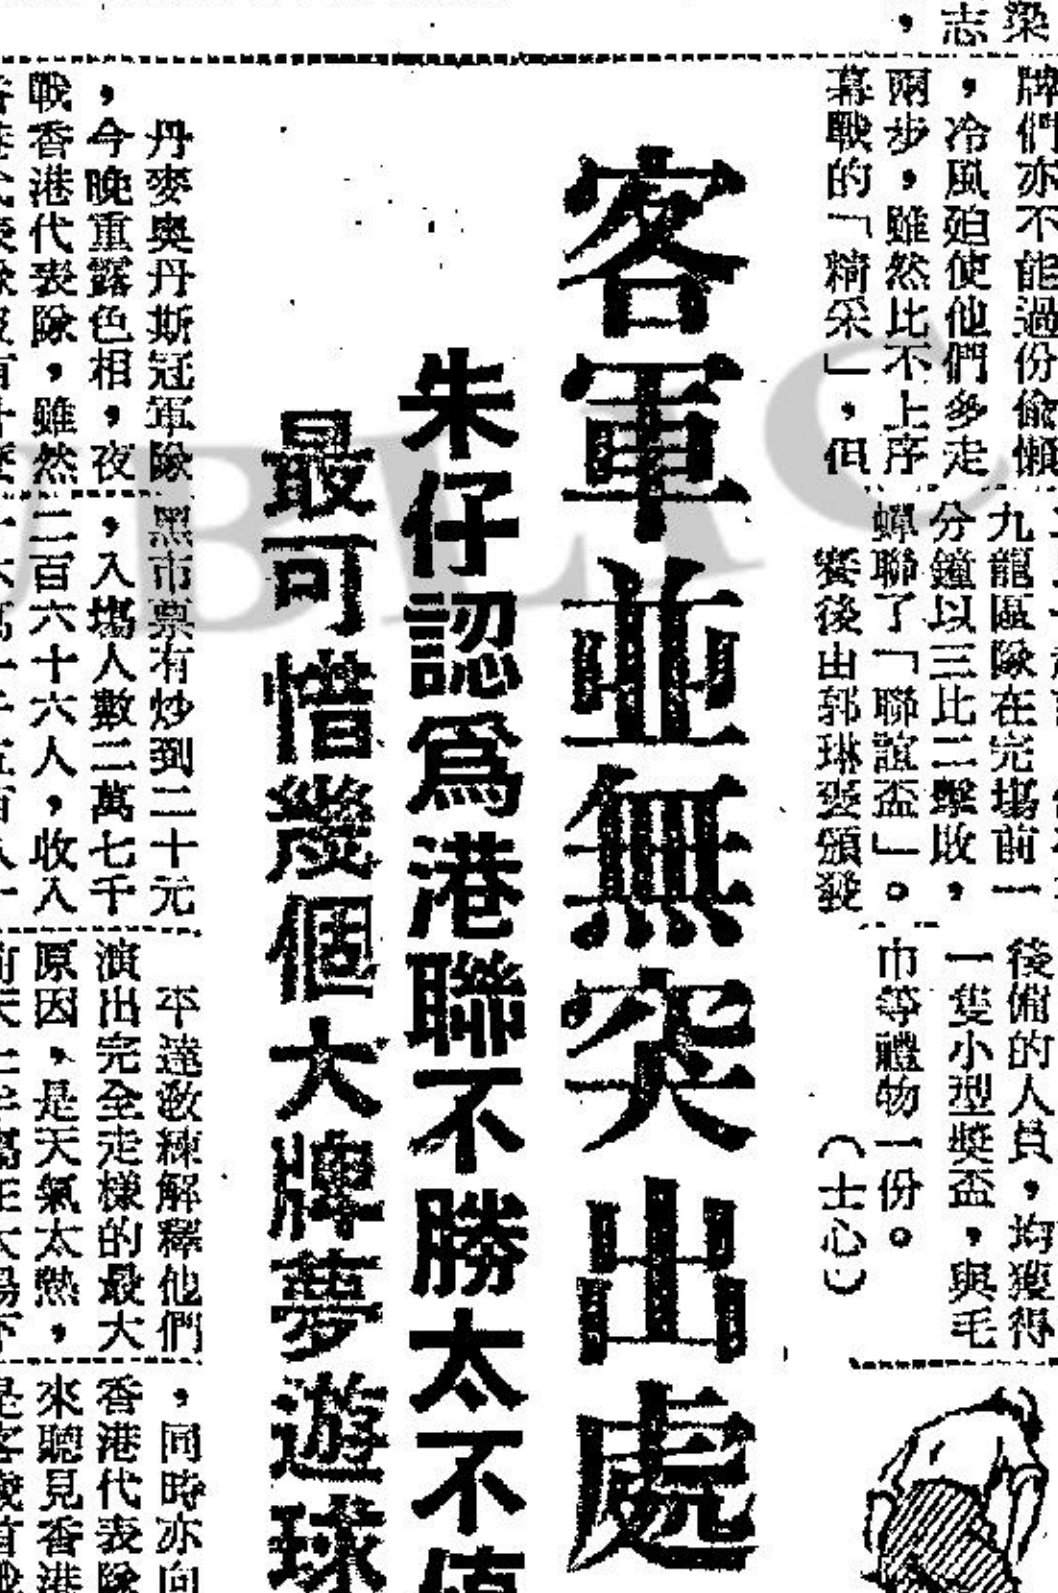 梁
志
，
牌們亦不能過份偷懶
，冷風廹使他們多走
兩步，雖然比不上序
幕戰的「精采」，但
九龍區隊在完塲前一
分鐘以三比二擊敗，
蟬聯了「聯誼盃」。
賽後由郭琳褒頒發
後備的人員，均獲得
一隻小型奬盃，與毛
巾等禮物一份。
（士心）
客軍並無突出處
朱仔認爲港聯不勝太不值
最可惜幾個大牌夢遊球
丹麥奥丹斯冠軍隊
，今晚重露色相，夜
戰香港代表隊，雖然
黑市票有炒到二十元
，入塲人數二萬七千
二百六十六人，收入
平達敎練解釋他們
演出完全走樣的最大
原因，是天氣太熱，
，同時亦向
香港代表隊
來聽見香港
PUBLIC